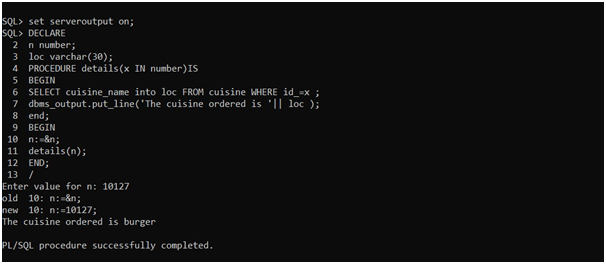 SQL> set serveroutput on;
SQL> DECLARE
2 n number;
3 loc varchar(30);
4 PROCEDURE details(x IN number)IS
5 BEGIN
6 SELECT cuisine_name into loc FROM cuisine WHERE id_=x ;
7 dbms_output.put_line('The cuisine ordered is '|| loc );
8 end;
9 BEGIN
10 n:=&n;
11 details(n);
12 END;
13 /
Enter value for n: 10127
old 10: n:=&n;
new 10: n:=10127;
The cuisine ordered is burger
PL/SQL procedure successfully completed.